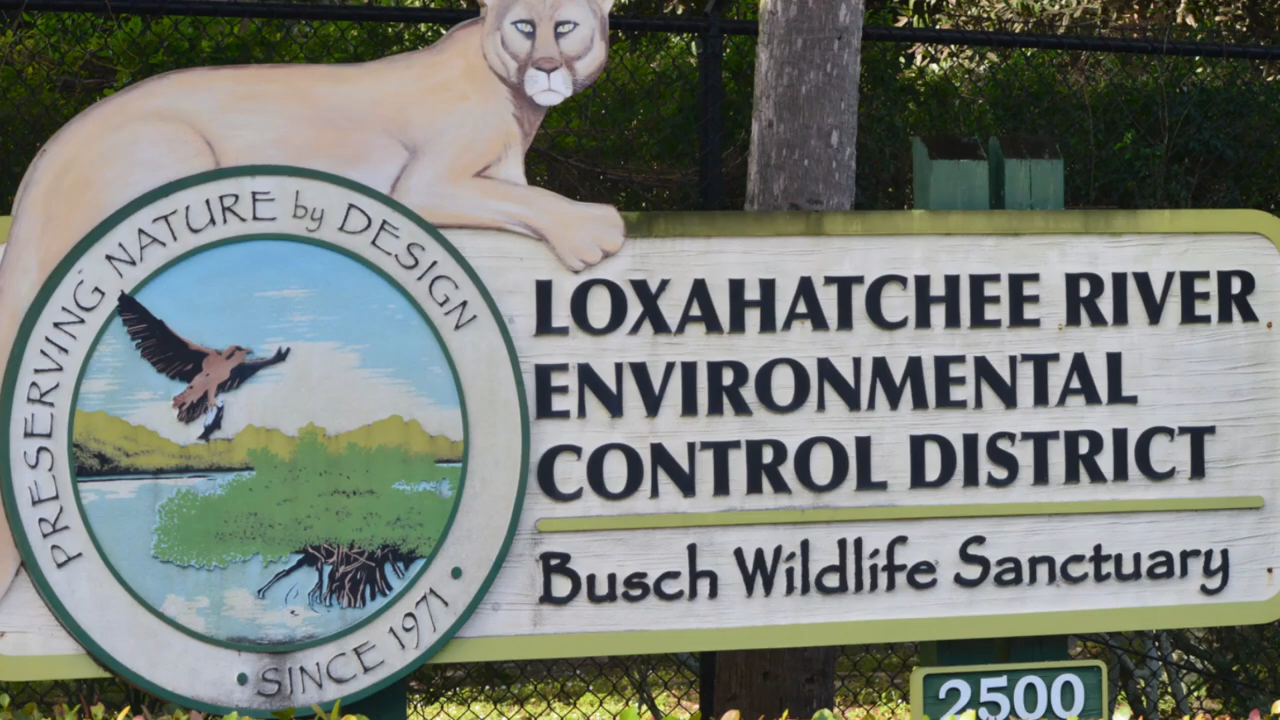 PRESERVING NATURE by DESIGN
SINCE 1971
LOXAHATCHEE RIVER
ENVIRONMENTAL
CONTROL DISTRICT
Busch Wildlife Sanctuary
2500